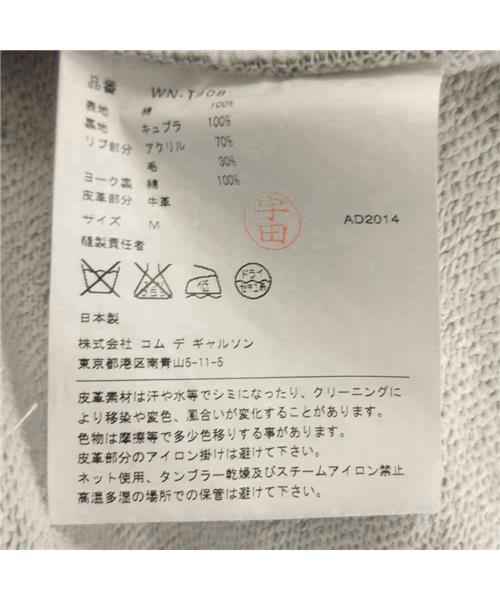 品番 WN-T408
表地 綿 100%
裏地 キュプラ 100%
リブ部分 アクリル 70%
毛 30%
ヨーク裏 綿 100%
皮革部分 牛革
サイズ M
縫製責任者
宇田
AD2014
低
ドライ
セキユ系
日本製
株式会社 コム デ ギャルソン
東京都港区南青山5-11-5
皮革素材は汗や水等でシミになったり、クリーニングに
より移染や変色、風合いが変化することがあります。
色物は摩擦等で多少色移りする事があります。
皮革部分のアイロン掛けは避けて下さい。
ネット使用、タンブラー乾燥及びスチームアイロン禁止
高温多湿の場所での保管は避けて下さい。